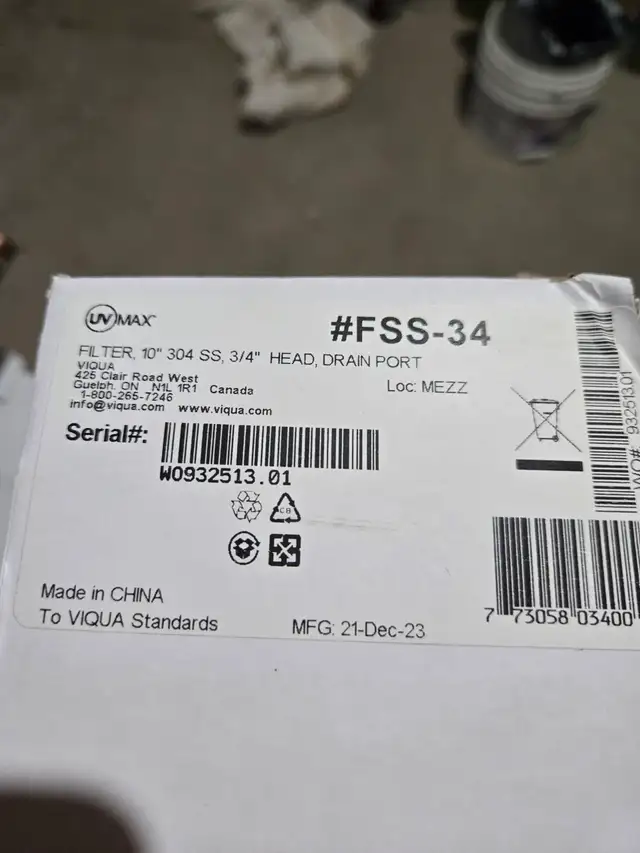 UV MAX
#FSS-34
FILTER, 10" 304 SS, 3/4" HEAD, DRAIN PORT
VIQUA
425 Clair Road West
Guelph, ON N1L 1R1 Canada
1-800-265-7246
info@viqua.com www.viqua.com
Loc: MEZZ
Serial#:
WO932513.01
WO# 932513.01
CB
7 73058 03400
Made in CHINA
To VIQUA Standards
MFG: 21-Dec-23